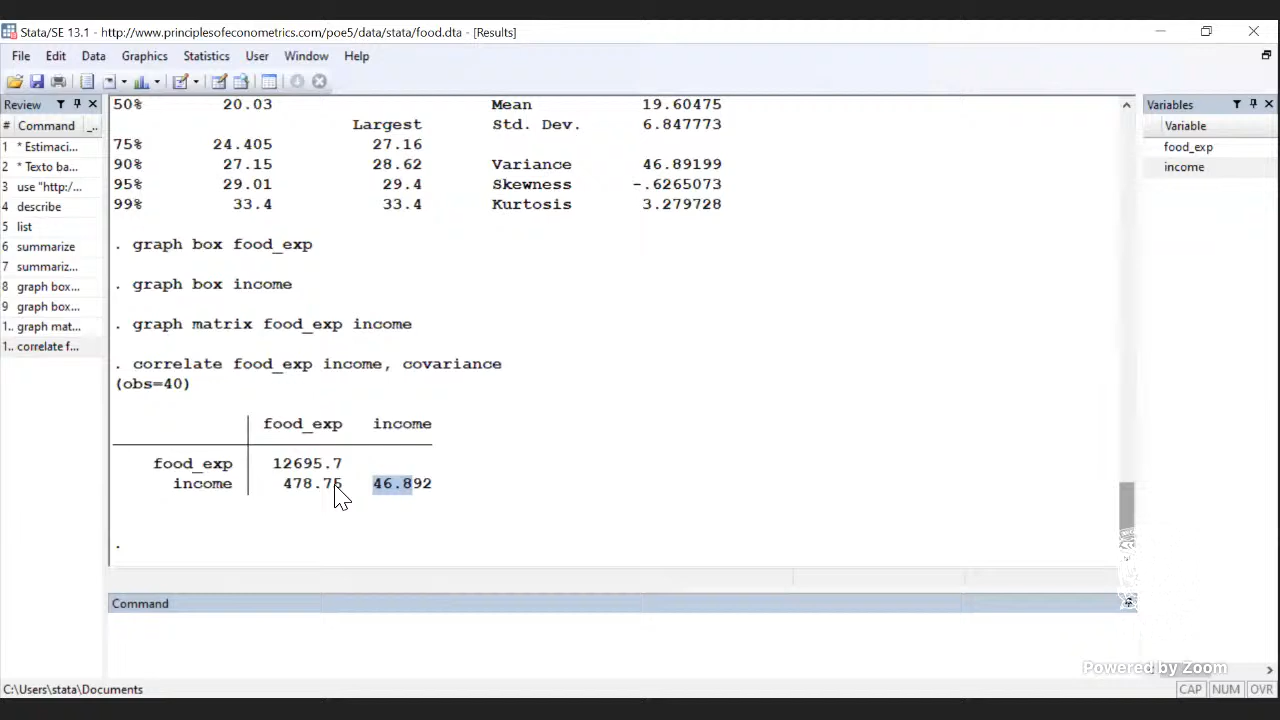 Stata/SE 13.1 - http://www.principlesofeconometrics.com/poe5/data/stata/food.dta - [Results]
File Edit Data Graphics Statistics User Window Help
Review
# Command
1 * Estimaci...
2 * Texto ba...
3 use "http:/...
4 describe
5 list
6 summarize
7 summariz...
8 graph box...
9 graph box...
1.. graph mat...
1.. correlate f...
50% 20.03 Mean 19.60475
Largest Std. Dev. 6.847773
75% 24.405 27.16
90% 27.15 28.62 Variance 46.89199
95% 29.01 29.4 Skewness -.6265073
99% 33.4 33.4 Kurtosis 3.279728
. graph box food_exp
. graph box income
. graph matrix food_exp income
. correlate food_exp income, covariance
(obs=40)
food_exp income
food_exp 12695.7
income 478.75 46.892
.
Command
Variables
Variable
food_exp
income
Powered by Zoom
C:\Users\stata\Documents
CAP NUM OVR